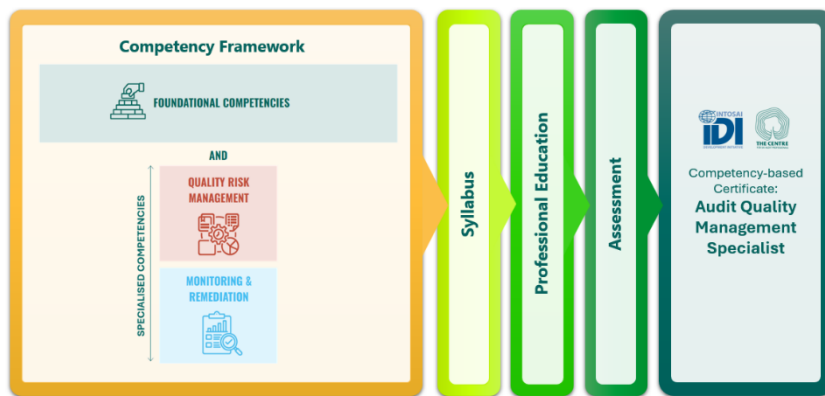 Competency Framework
FOUNDATIONAL COMPETENCIES
AND
SPECIALISED COMPETENCIES
QUALITY RISK
MANAGEMENT
MONITORING &
REMEDIATION
Syllabus
Professional Education
Assessment
INTOSAI
IDI
THE CENTRE
Competency-based
Certificate:
Audit Quality
Management
Specialist